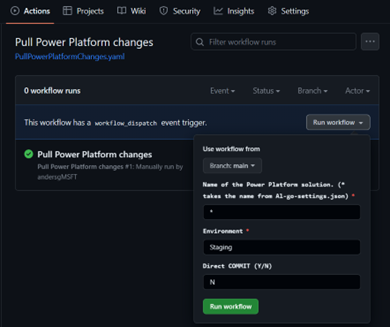 Actions Projects Wiki Security Insights Settings
Pull Power Platform changes
PullPowerPlatformChanges.yaml
Filter workflow runs
0 workflow runs Event Status Branch Actor
This workflow has a workflow_dispatch event trigger. Run workflow
Pull Power Platform changes
Pull Power Platform changes #1: Manually run by
andersgMSFT
Use workflow from
Branch: main
Name of the Power Platform solution. (*
takes the name from Al-go-settings.json) *
*
Environment *
Staging
Direct COMMIT (Y/N)
N
Run workflow